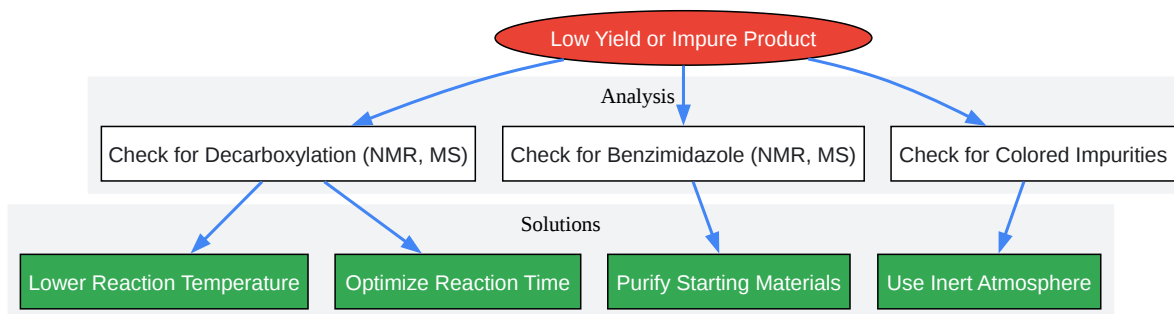 Low Yield or Impure Product
Analysis
Check for Decarboxylation (NMR, MS)
Check for Benzimidazole (NMR, MS)
Check for Colored Impurities
Solutions
Lower Reaction Temperature
Optimize Reaction Time
Purify Starting Materials
Use Inert Atmosphere